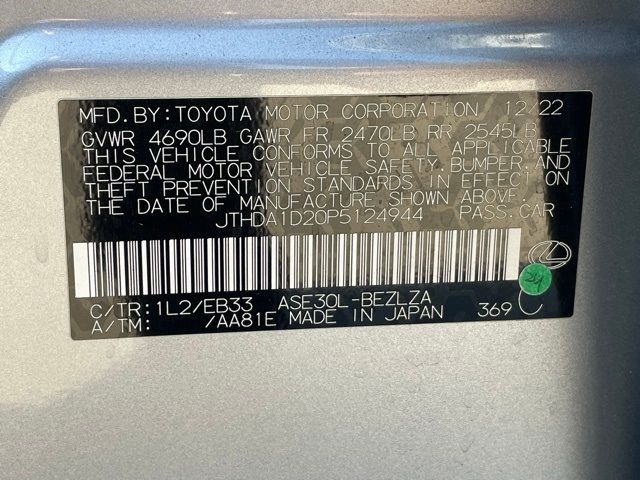 MFD. BY: TOYOTA MOTOR CORPORATION 12/22
GVWR 4690LB GAWR FR 2470LB RR 2545LB
THIS VEHICLE CONFORMS TO ALL APPLICABLE
FEDERAL MOTOR VEHICLE SAFETY, BUMPER, AND
THEFT PREVENTION STANDARDS IN EFFECT ON
THE DATE OF MANUFACTURE SHOWN ABOVE.
JTHDA1D20P5124944 PASS. CAR
C/TR: 1L2/EB33 ASE30L-BEZLZA
A/TM: /AA81E MADE IN JAPAN 369 C